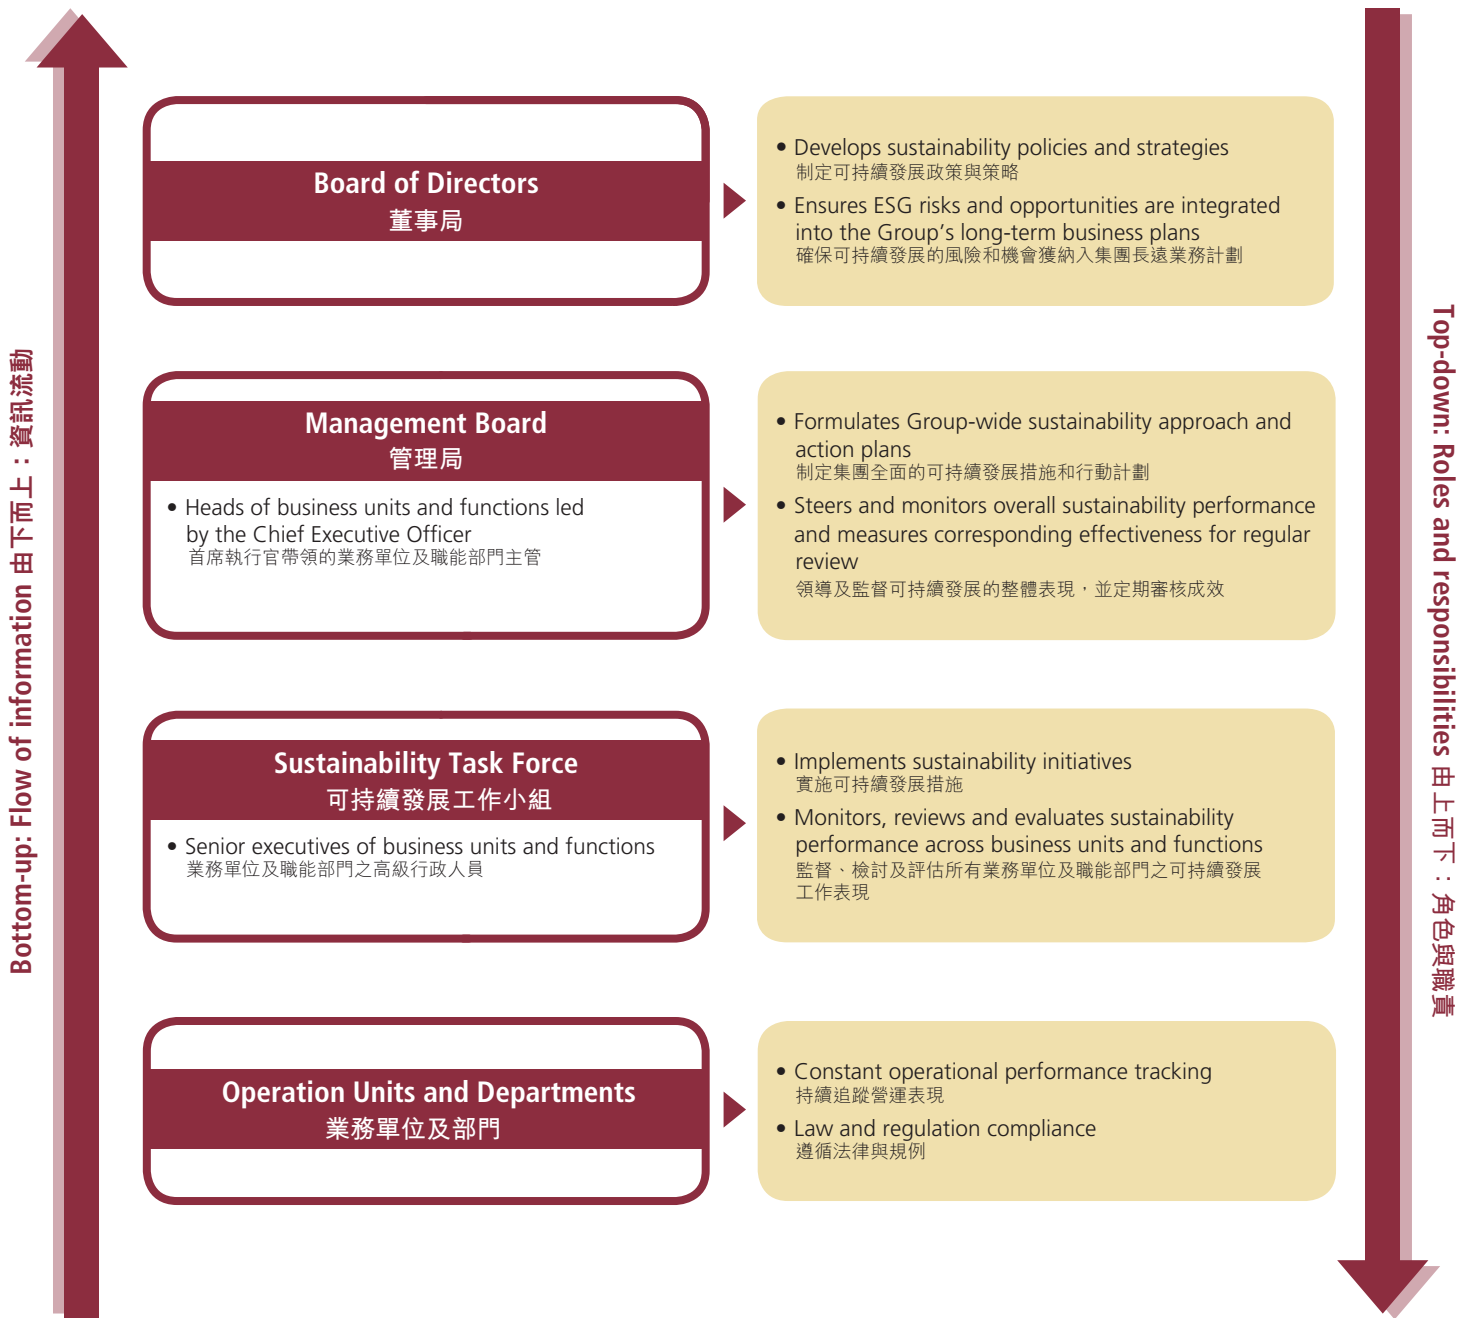 Bottom-up: Flow of information 由下而上：資訊流動
Board of Directors
董事局
• Develops sustainability policies and strategies
制定可持續發展政策與策略
• Ensures ESG risks and opportunities are integrated
into the Group’s long-term business plans
確保可持續發展的風險和機會獲納入集團長遠業務計劃
Management Board
管理局
• Heads of business units and functions led
by the Chief Executive Officer
首席執行官帶領的業務單位及職能部門主管
• Formulates Group-wide sustainability approach and
action plans
制定集團全面的可持續發展措施和行動計劃
• Steers and monitors overall sustainability performance
and measures corresponding effectiveness for regular
review
領導及監督可持續發展的整體表現，並定期審核成效
Sustainability Task Force
可持續發展工作小組
• Senior executives of business units and functions
業務單位及職能部門之高級行政人員
• Implements sustainability initiatives
實施可持續發展措施
• Monitors, reviews and evaluates sustainability
performance across business units and functions
監督、檢討及評估所有業務單位及職能部門之可持續發展
工作表現
Operation Units and Departments
業務單位及部門
• Constant operational performance tracking
持續追蹤營運表現
• Law and regulation compliance
遵循法律與規例
Top-down: Roles and responsibilities 由上而下：角色與職責